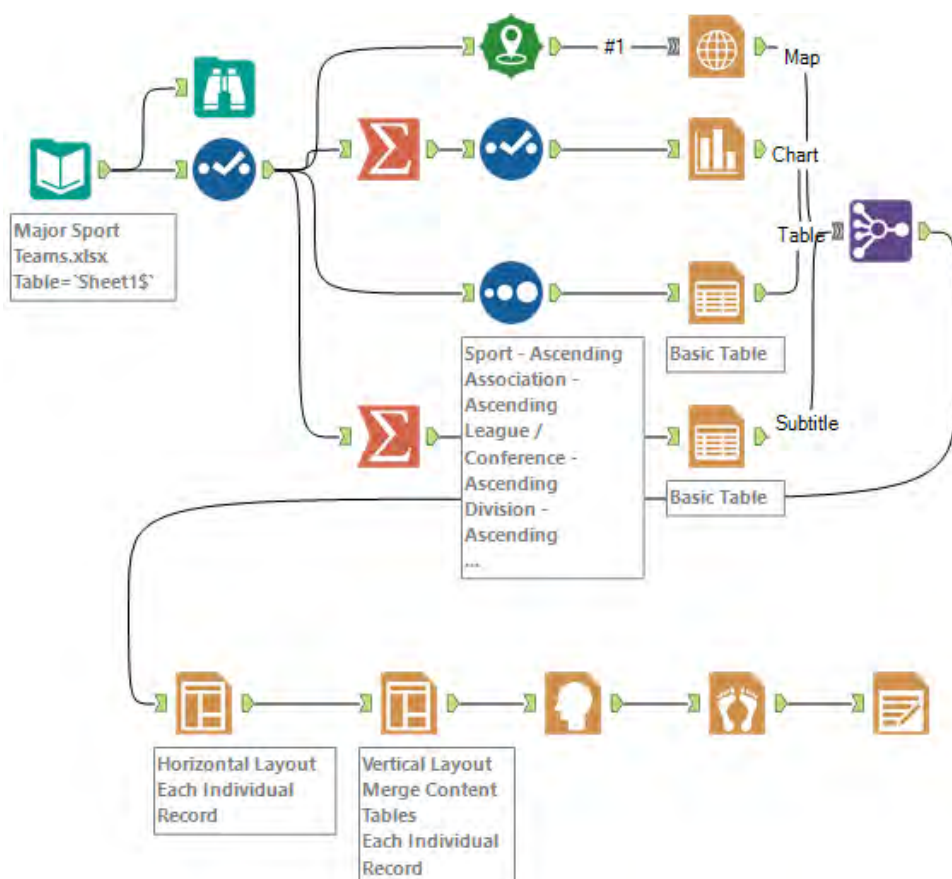 #1
Map
Chart
Major Sport
Teams.xlsx
Table=`Sheet1$`
Table
Sport - Ascending
Association -
Ascending
League /
Conference -
Ascending
Division -
Ascending
...
Basic Table
Subtitle
Basic Table
Horizontal Layout
Each Individual
Record
Vertical Layout
Merge Content
Tables
Each Individual
Record